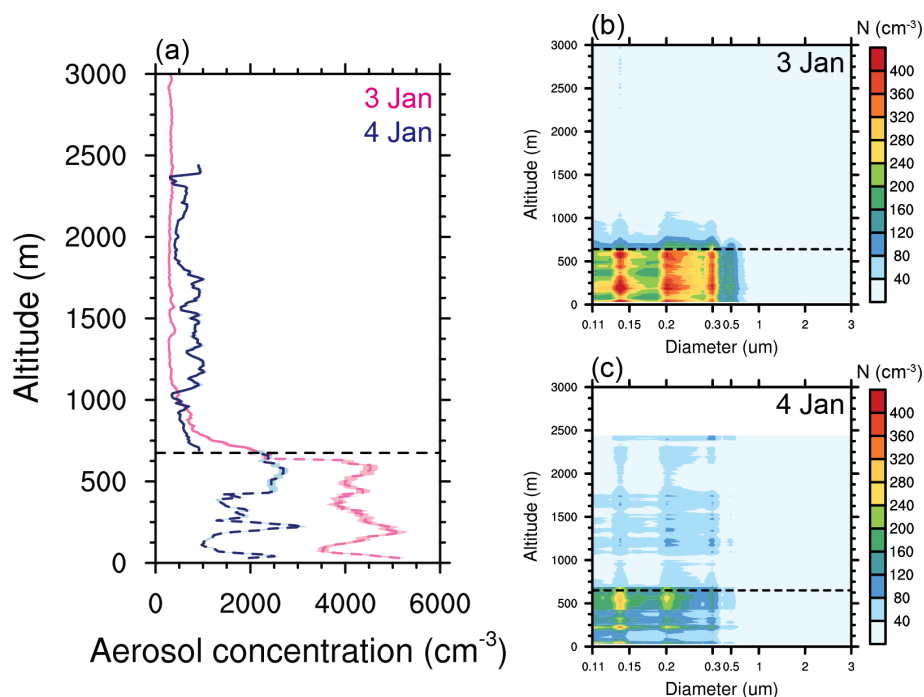 (a)
3 Jan
4 Jan
3000
2500
2000
1500
1000
500
0
Altitude (m)
0 2000 4000 6000
Aerosol concentration (cm⁻³)
(b)
N (cm⁻³)
3 Jan
3000
2500
2000
1500
1000
500
0
Altitude (m)
0.11 0.15 0.2 0.3 0.5 1 2 3
Diameter (um)
400
360
320
280
240
200
160
120
80
40
(c)
N (cm⁻³)
4 Jan
3000
2500
2000
1500
1000
500
0
Altitude (m)
0.11 0.15 0.2 0.3 0.5 1 2 3
Diameter (um)
400
360
320
280
240
200
160
120
80
40